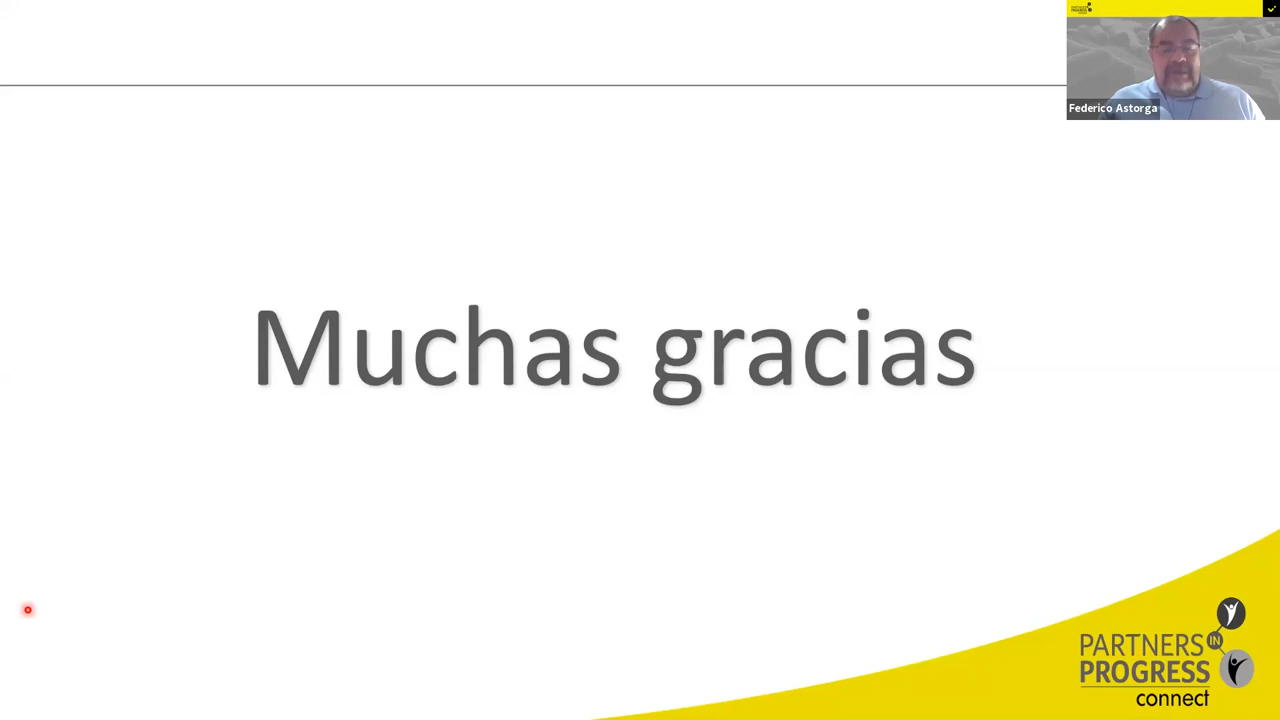 Federico Astorga
Muchas gracias
PARTNERS IN
PROGRESS
connect